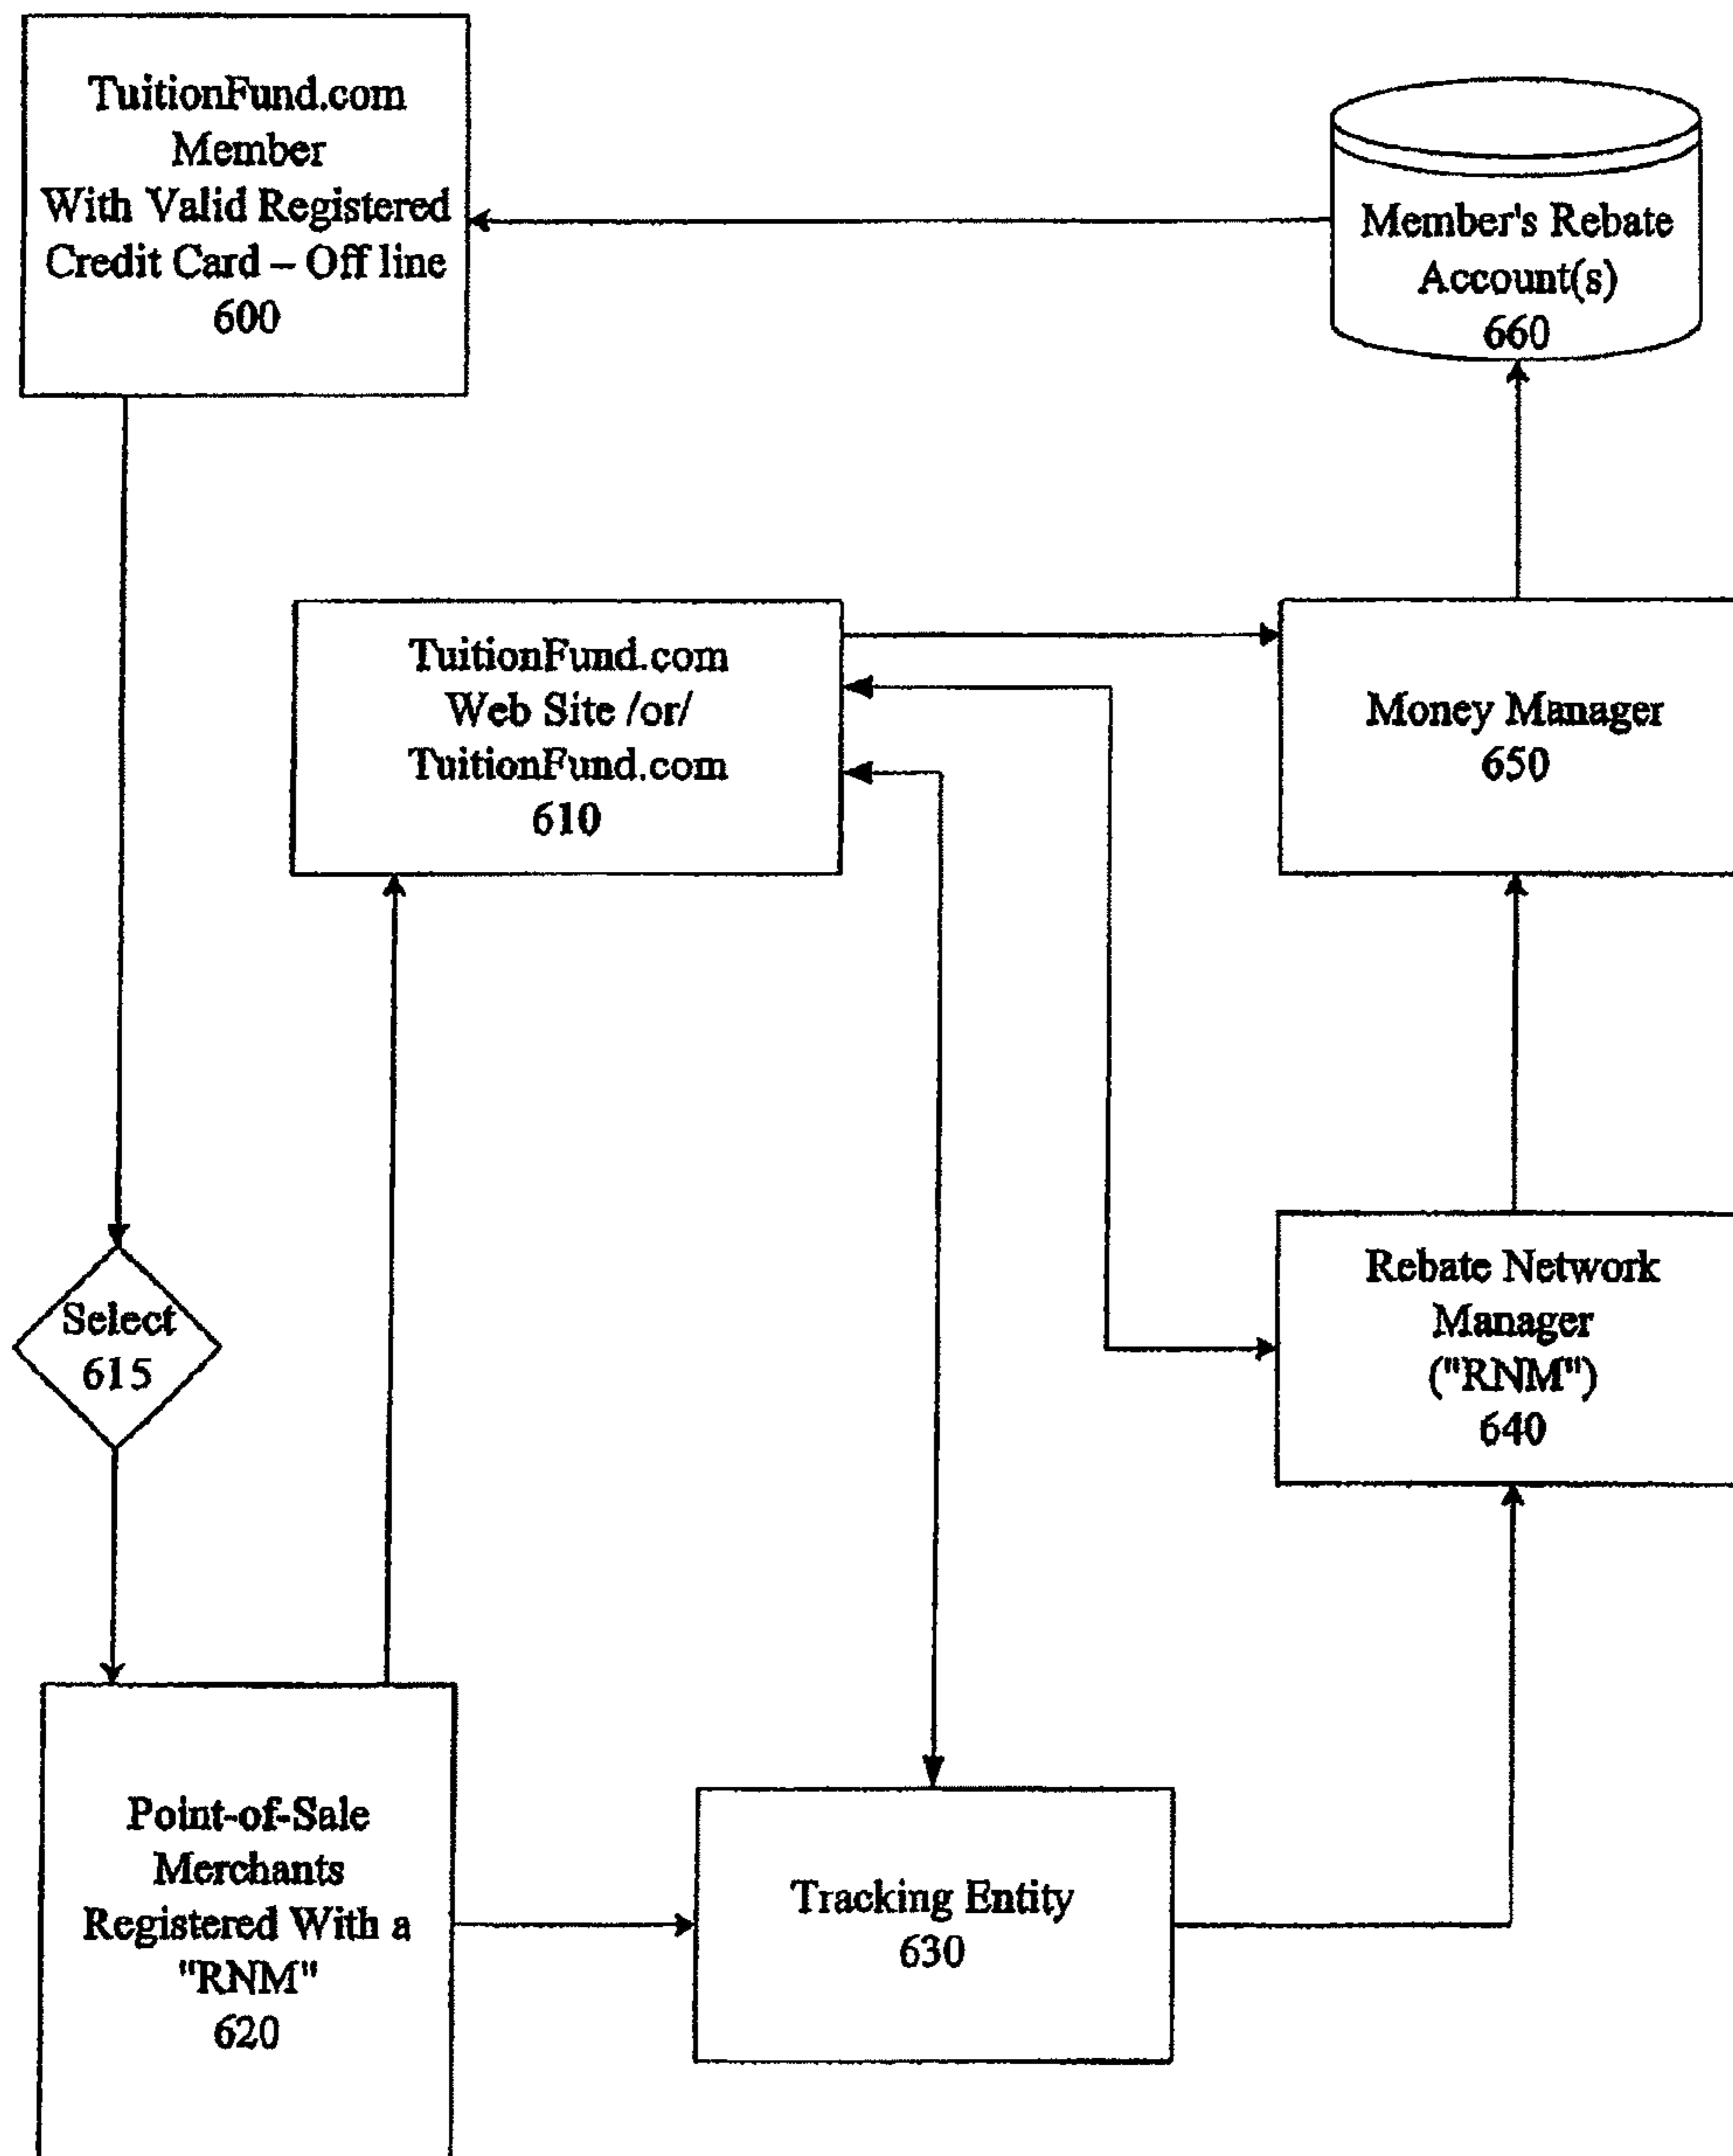 TuitionFund.com
Member
With Valid Registered
Credit Card – Off line
600
Member's Rebate
Account(s)
660
TuitionFund.com
Web Site /or/
TuitionFund.com
610
Money Manager
650
Select
615
Rebate Network
Manager
("RNM")
640
Point-of-Sale
Merchants
Registered With a
"RNM"
620
Tracking Entity
630